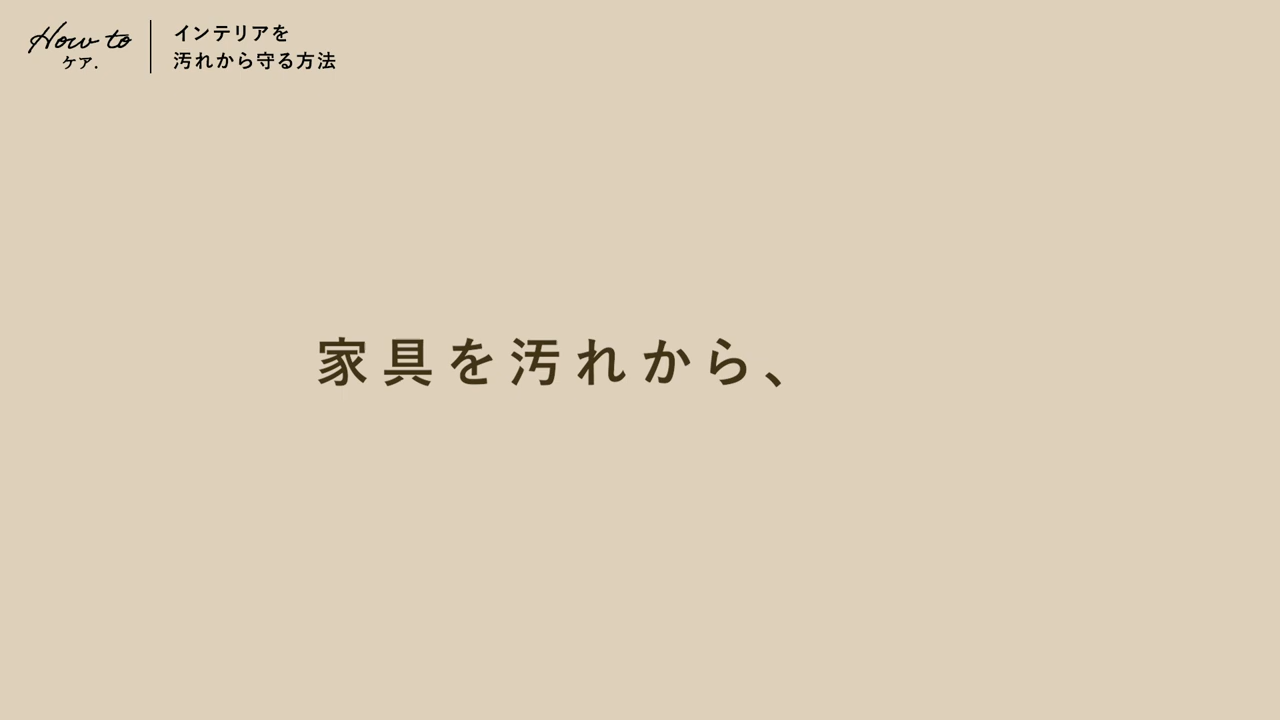 How to
ケア.
インテリアを
汚れから守る方法
家具を汚れから、